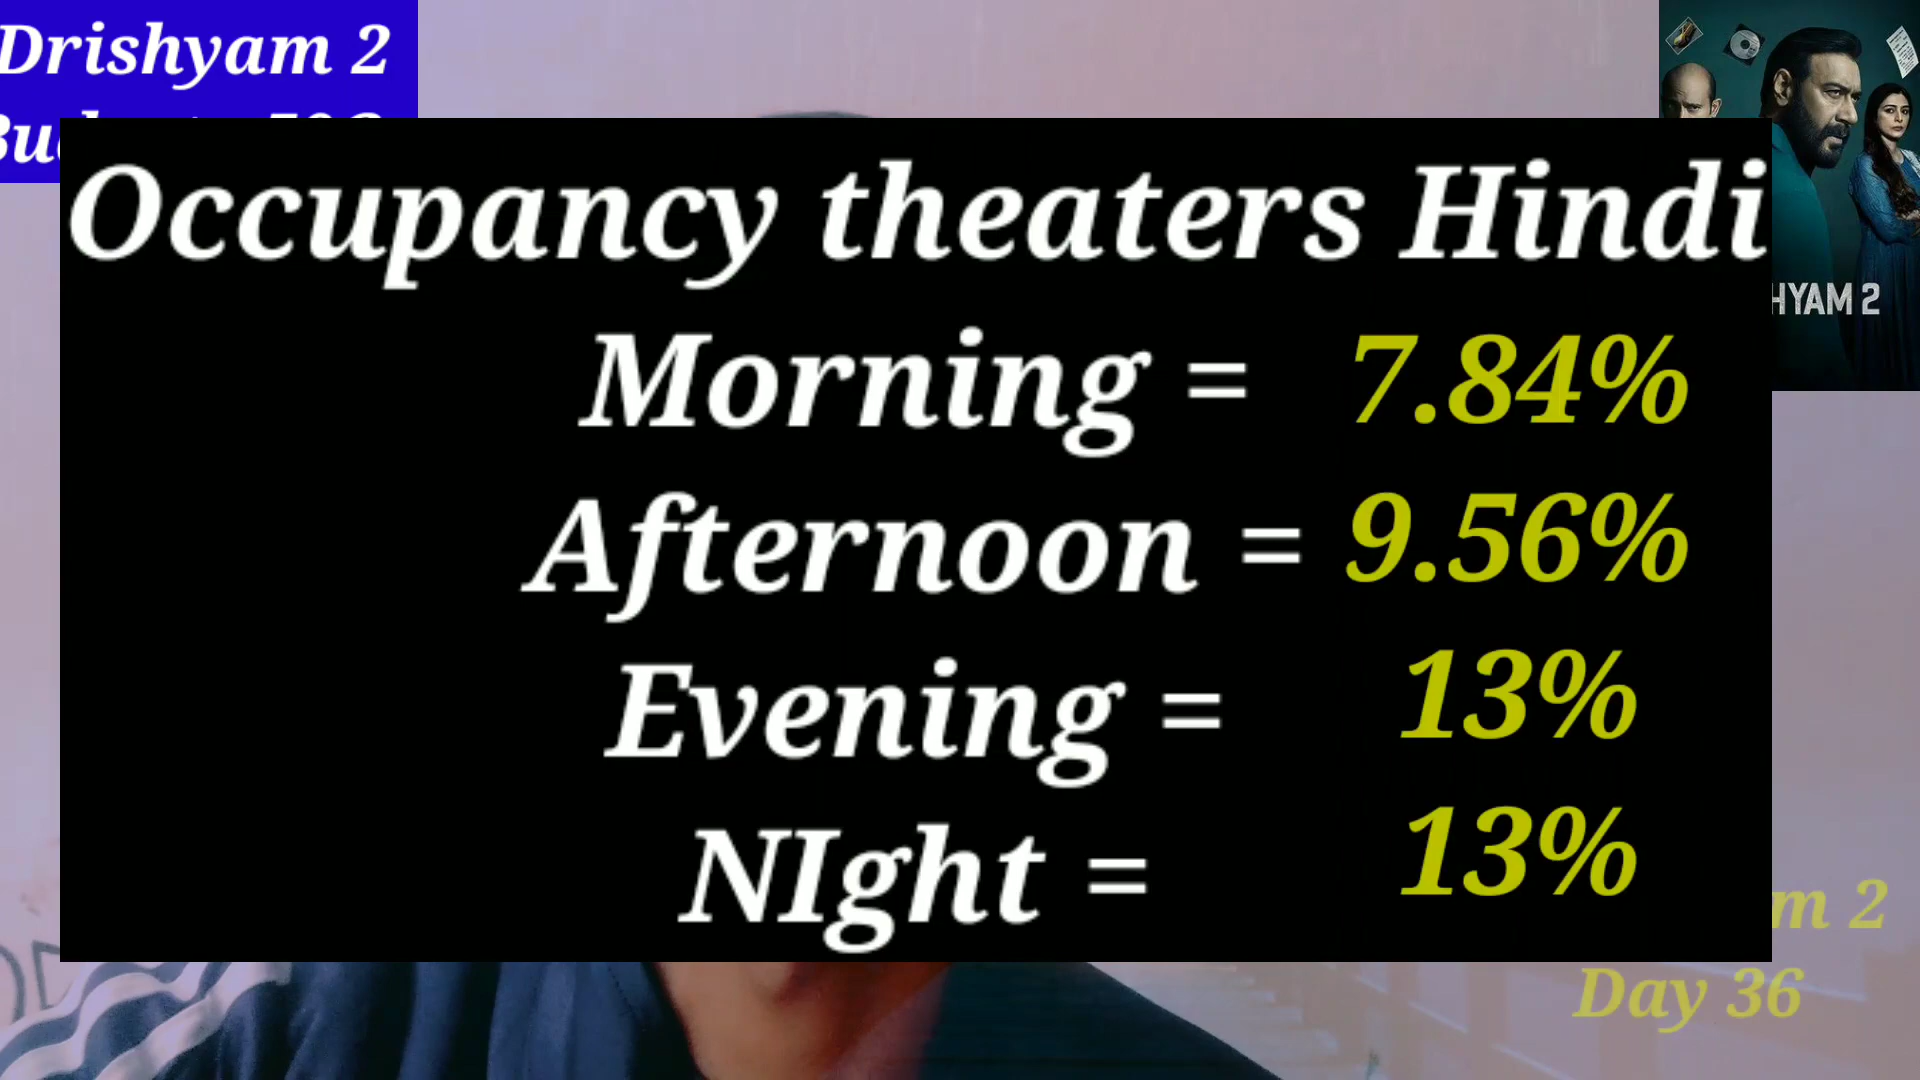 Drishyam 2
Occupancy theaters Hindi
Morning = 7.84%
Afternoon = 9.56%
Evening = 13%
NIght = 13%
HYAM 2
m 2
Day 36